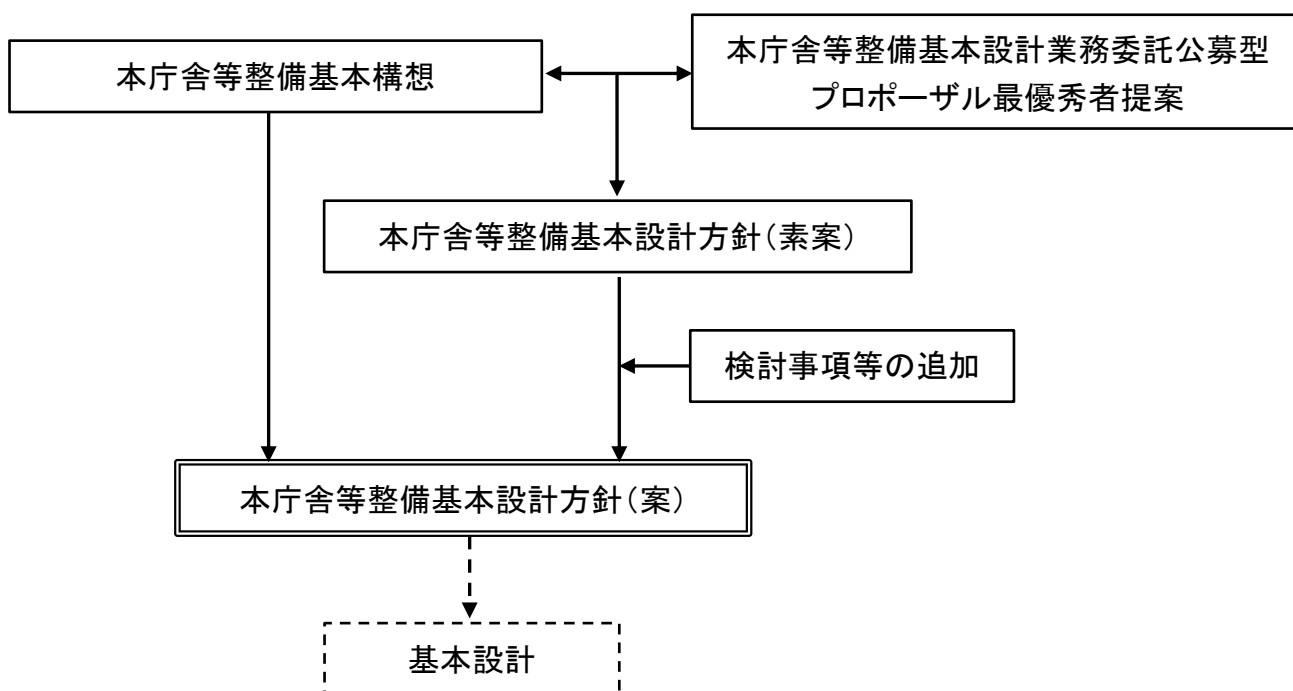 本庁舎等整備基本構想
本庁舎等整備基本設計業務委託公募型
プロポーザル最優秀者提案
本庁舎等整備基本設計方針（素案）
検討事項等の追加
本庁舎等整備基本設計方針（案）
基本設計